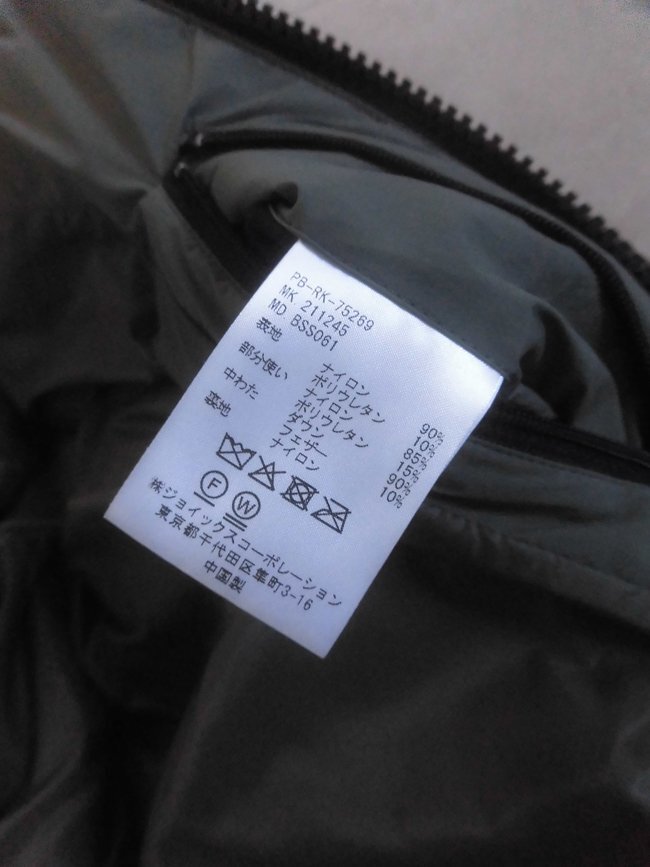 PB-RK-75269
MK 211245
MD BSS061
表地 ナイロン 90%
ポリウレタン 10%
部分使い ナイロン 85%
ポリウレタン 15%
中わた ダウン 90%
フェザー 10%
裏地 ナイロン
F W
㈱ジョイックスコーポレーション
東京都千代田区隼町3-16
中国製